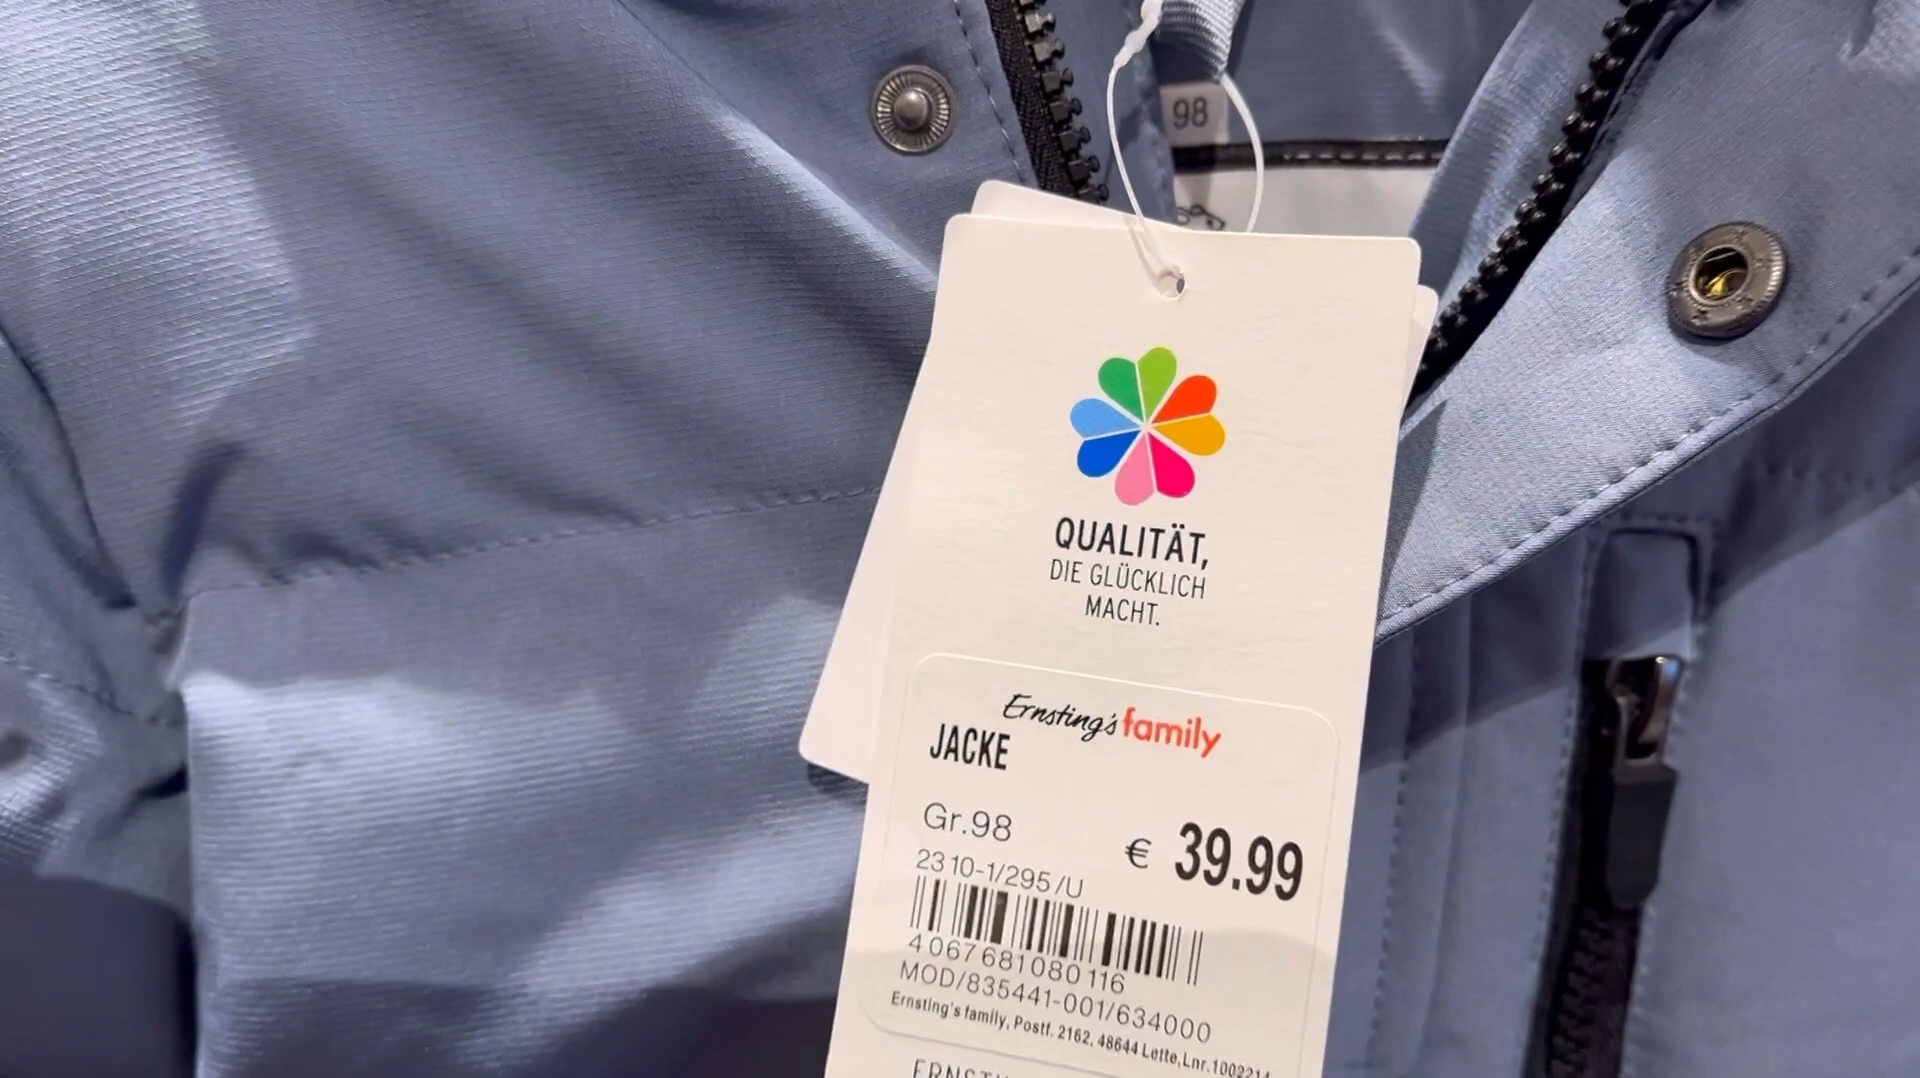 98
QUALITÄT,
DIE GLÜCKLICH
MACHT.
Ernsting's family
JACKE
Gr.98
€ 39.99
2310-1/295/U
4067681080116
MOD/835441-001/634000
Ernsting's family, Postf. 2162, 48644 Lette,Lnr.1002214